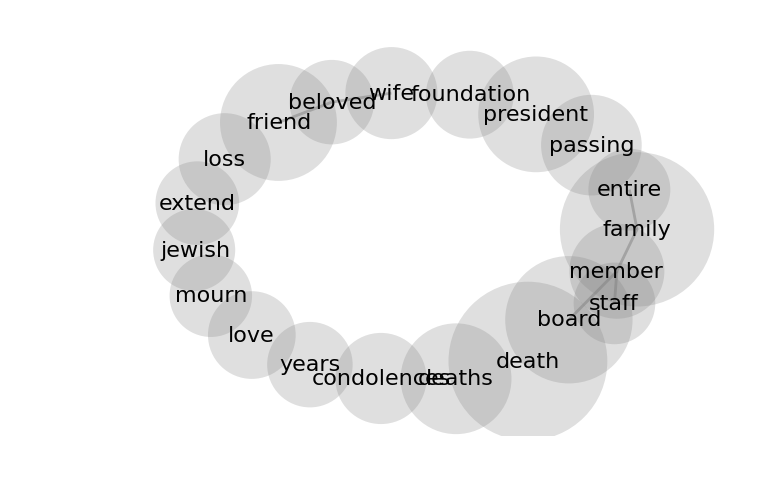 wife
foundation
beloved
president
friend
passing
loss
entire
extend
family
jewish
member
mourn
staff
board
love
death
years
condolences
deaths